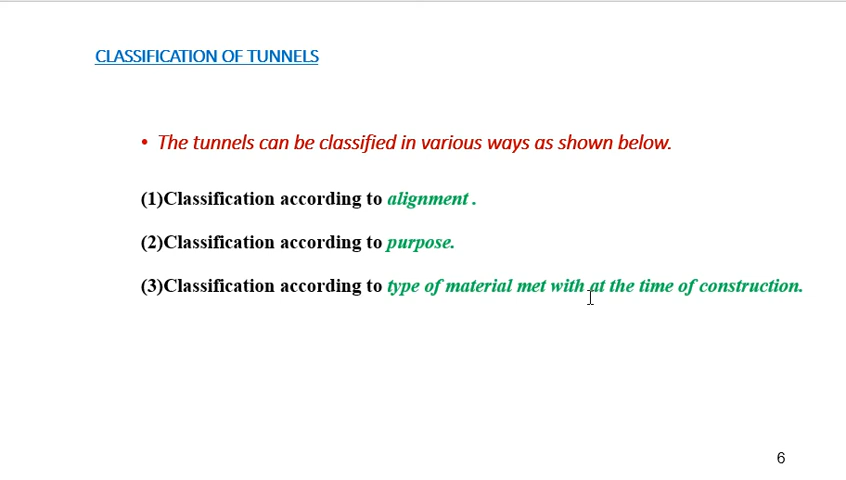 CLASSIFICATION OF TUNNELS
• The tunnels can be classified in various ways as shown below.
(1)Classification according to alignment .
(2)Classification according to purpose.
(3)Classification according to type of material met with at the time of construction.
6